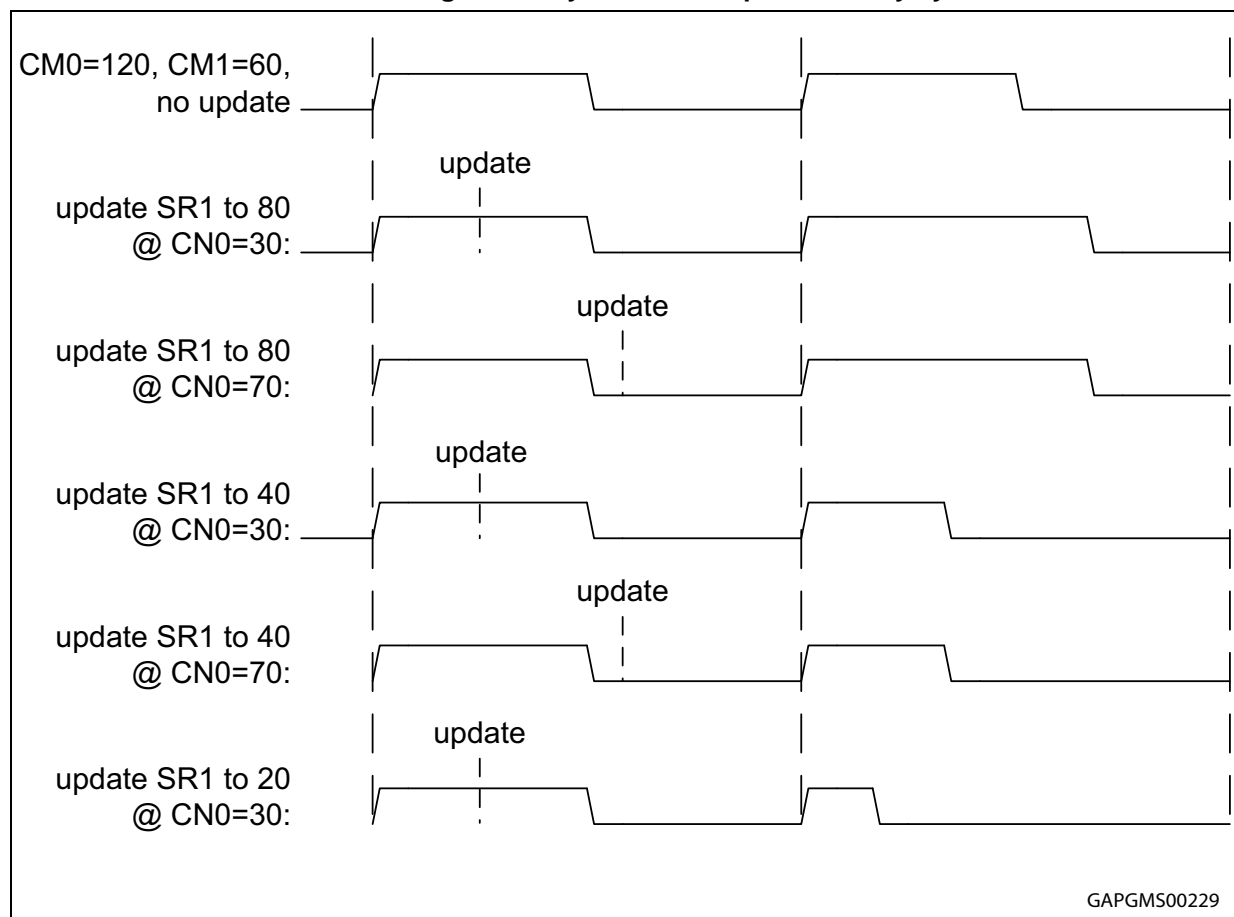 CM0=120, CM1=60,
no update
update
update SR1 to 80
@ CN0=30:
update
update SR1 to 80
@ CN0=70:
update
update SR1 to 40
@ CN0=30:
update
update SR1 to 40
@ CN0=70:
update
update SR1 to 20
@ CN0=30:
GAPGMS00229